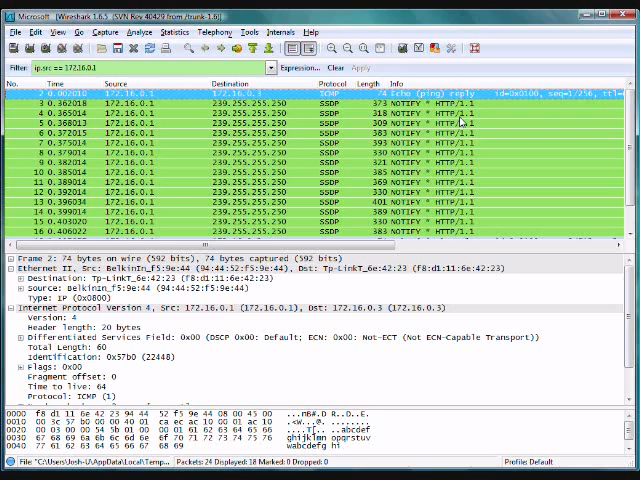 Microsoft [Wireshark 1.6.5 (SVN Rev 40429 from /trunk-1.6)]
File Edit View Go Capture Analyze Statistics Telephony Tools Internals Help
Filter: ip.src == 172.16.0.1 Expression... Clear Apply
No. Time Source Destination Protocol Length Info
2 0.002010 172.16.0.1 172.16.0.3 ICMP 74 Echo (ping) reply id=0x0100, seq=1/256, ttl=
3 0.362018 172.16.0.1 239.255.255.250 SSDP 373 NOTIFY * HTTP/1.1
4 0.365014 172.16.0.1 239.255.255.250 SSDP 318 NOTIFY * HTTP/1.1
5 0.368013 172.16.0.1 239.255.255.250 SSDP 309 NOTIFY * HTTP/1.1
6 0.372015 172.16.0.1 239.255.255.250 SSDP 383 NOTIFY * HTTP/1.1
7 0.375014 172.16.0.1 239.255.255.250 SSDP 393 NOTIFY * HTTP/1.1
8 0.379014 172.16.0.1 239.255.255.250 SSDP 330 NOTIFY * HTTP/1.1
9 0.382014 172.16.0.1 239.255.255.250 SSDP 321 NOTIFY * HTTP/1.1
10 0.385014 172.16.0.1 239.255.255.250 SSDP 385 NOTIFY * HTTP/1.1
11 0.389014 172.16.0.1 239.255.255.250 SSDP 369 NOTIFY * HTTP/1.1
12 0.392014 172.16.0.1 239.255.255.250 SSDP 330 NOTIFY * HTTP/1.1
13 0.396034 172.16.0.1 239.255.255.250 SSDP 401 NOTIFY * HTTP/1.1
14 0.399014 172.16.0.1 239.255.255.250 SSDP 389 NOTIFY * HTTP/1.1
15 0.403020 172.16.0.1 239.255.255.250 SSDP 330 NOTIFY * HTTP/1.1
16 0.406022 172.16.0.1 239.255.255.250 SSDP 383 NOTIFY * HTTP/1.1
Frame 2: 74 bytes on wire (592 bits), 74 bytes captured (592 bits)
Ethernet II, Src: BelkinIn_f5:9e:44 (94:44:52:f5:9e:44), Dst: Tp-LinkT_6e:42:23 (f8:d1:11:6e:42:23)
Destination: Tp-LinkT_6e:42:23 (f8:d1:11:6e:42:23)
Source: BelkinIn_f5:9e:44 (94:44:52:f5:9e:44)
Type: IP (0x0800)
Internet Protocol Version 4, Src: 172.16.0.1 (172.16.0.1), Dst: 172.16.0.3 (172.16.0.3)
Version: 4
Header length: 20 bytes
Differentiated Services Field: 0x00 (DSCP 0x00: Default; ECN: 0x00: Not-ECT (Not ECN-Capable Transport))
Total Length: 60
Identification: 0x57b0 (22448)
Flags: 0x00
Fragment offset: 0
Time to live: 64
Protocol: ICMP (1)
0000 f8 d1 11 6e 42 23 94 44 52 f5 9e 44 08 00 45 00 ...nB#.D R..D..E.
0010 00 3c 57 b0 00 00 40 01 ca ec ac 10 00 01 ac 10 .<W...@. ........
0020 00 03 00 00 54 5b 01 00 00 01 61 62 63 64 65 66 ....T[.. ..abcdef
0030 67 68 69 6a 6b 6c 6d 6e 6f 70 71 72 73 74 75 76 ghijklmn opqrstuv
0040 77 61 62 63 64 65 66 67 68 69 wabcdefg hi
File: "C:\Users\Josh-U\AppData\Local\Temp... Packets: 24 Displayed: 18 Marked: 0 Dropped: 0 Profile: Default